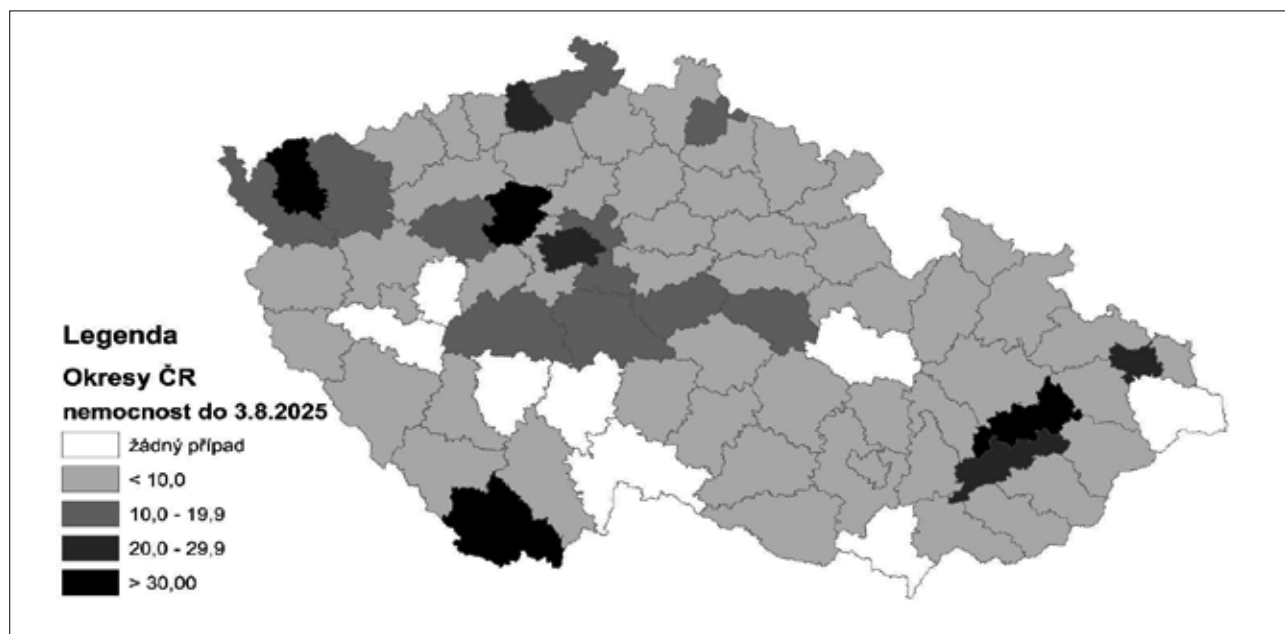 Legenda
Okresy ČR
nemocnost do 3.8.2025
žádný případ
< 10,0
10,0 - 19,9
20,0 - 29,9
> 30,00